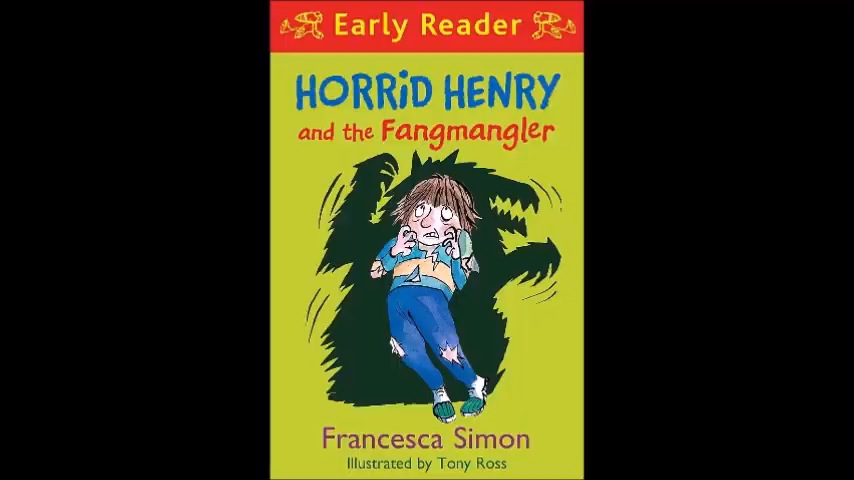 Early Reader
HORRiD HENRY
and the Fangmangler
Francesca Simon
Illustrated by Tony Ross